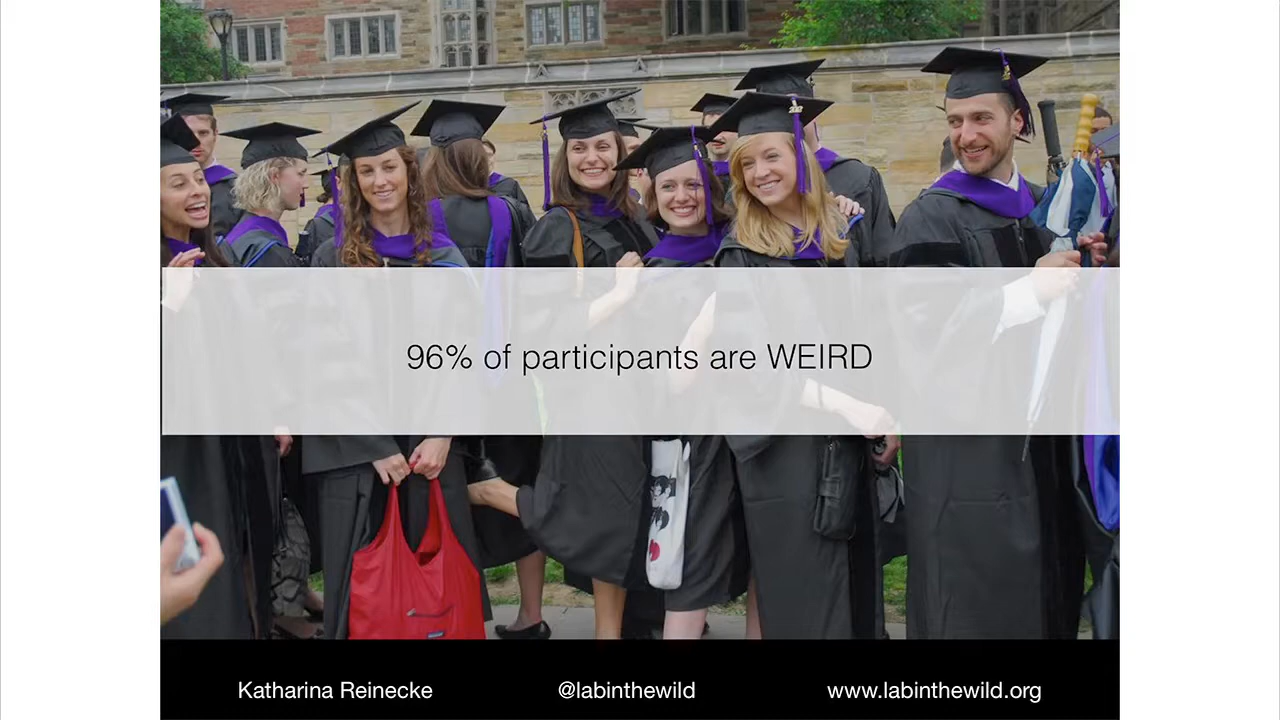 96% of participants are WEIRD
Katharina Reinecke
@labinthewild
www.labinthewild.org